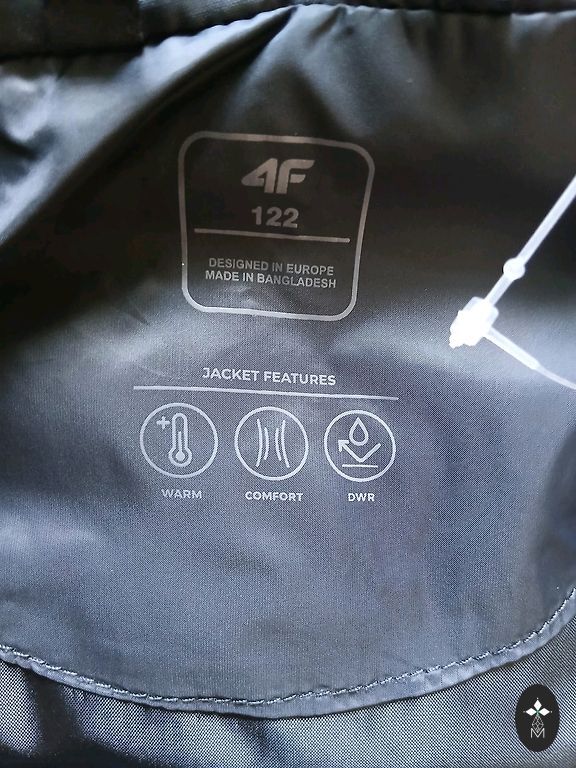 4F
122
DESIGNED IN EUROPE
MADE IN BANGLADESH
JACKET FEATURES
WARM COMFORT DWR
M